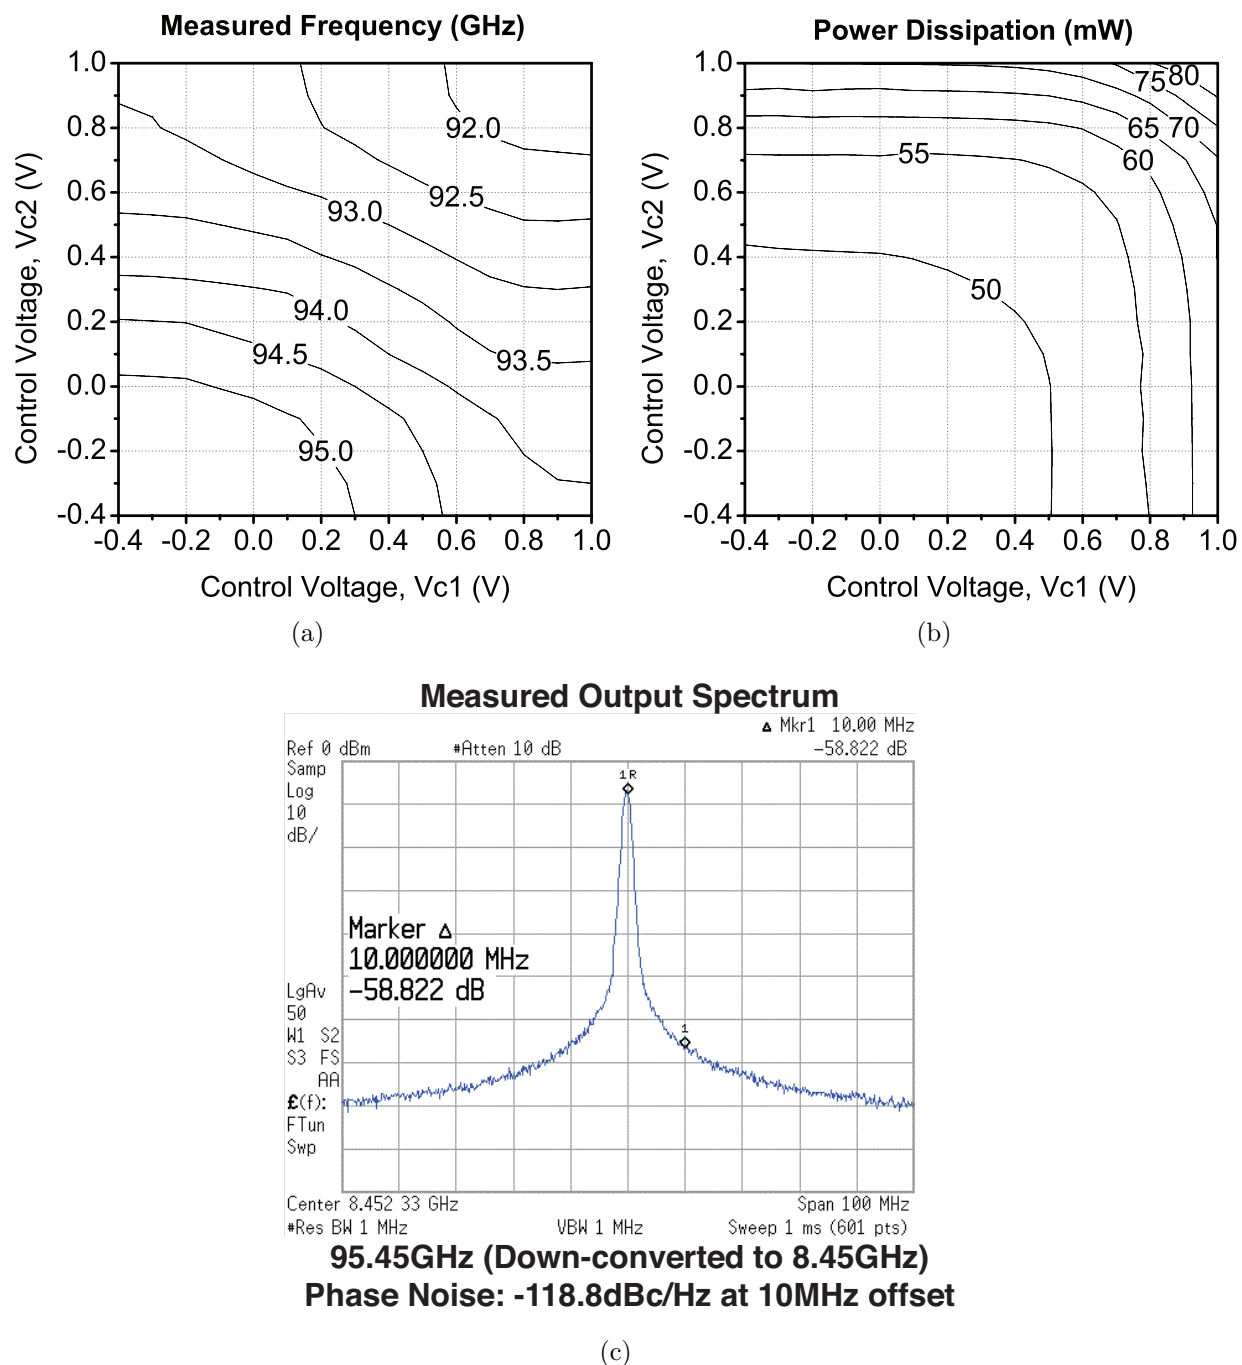 Measured Frequency (GHz)
1.0
0.8
0.6
0.4
0.2
0.0
-0.2
-0.4
-0.4 -0.2 0.0 0.2 0.4 0.6 0.8 1.0
Control Voltage, Vc2 (V)
Control Voltage, Vc1 (V)
92.0
92.5
93.0
94.0
93.5
94.5
95.0
(a)
Power Dissipation (mW)
1.0
0.8
0.6
0.4
0.2
0.0
-0.2
-0.4
-0.4 -0.2 0.0 0.2 0.4 0.6 0.8 1.0
Control Voltage, Vc2 (V)
Control Voltage, Vc1 (V)
75 80
65 70
55 60
50
(b)
Measured Output Spectrum
Δ Mkr1 10.00 MHz
Ref 0 dBm #Atten 10 dB -58.822 dB
Samp
Log
10
dB/
1R
Marker Δ
10.000000 MHz
-58.822 dB
1
LgAv
50
W1 S2
S3 FS
AA
£(f):
FTun
Swp
Center 8.452 33 GHz Span 100 MHz
#Res BW 1 MHz VBW 1 MHz Sweep 1 ms (601 pts)
95.45GHz (Down-converted to 8.45GHz)
Phase Noise: -118.8dBc/Hz at 10MHz offset
(c)